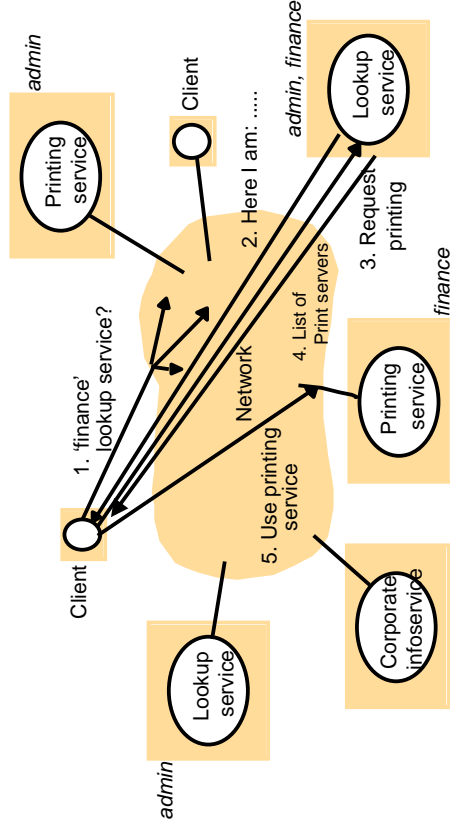 admin
Printing
service
Client
admin, finance
Lookup
service
1. ‘finance’
lookup service?
2. Here I am: .....
3. Request
printing
4. List of
Print servers
Network
Client
5. Use printing
service
finance
Printing
service
admin
Lookup
service
Corporate
infoservice